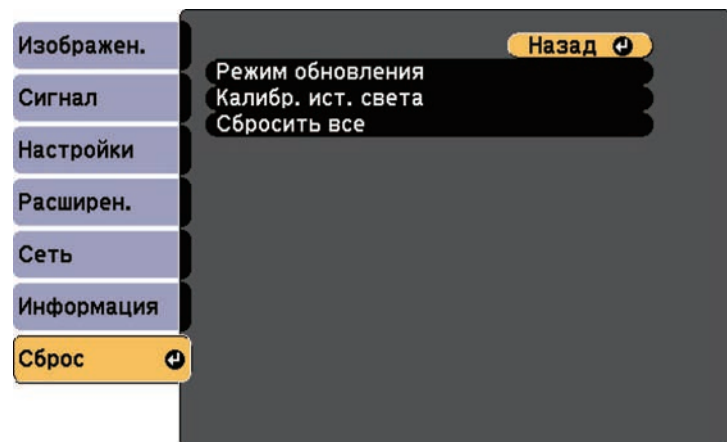 Изображен.
Сигнал
Настройки
Расширен.
Сеть
Информация
Сброс
Назад
Режим обновления
Калибр. ист. света
Сбросить все